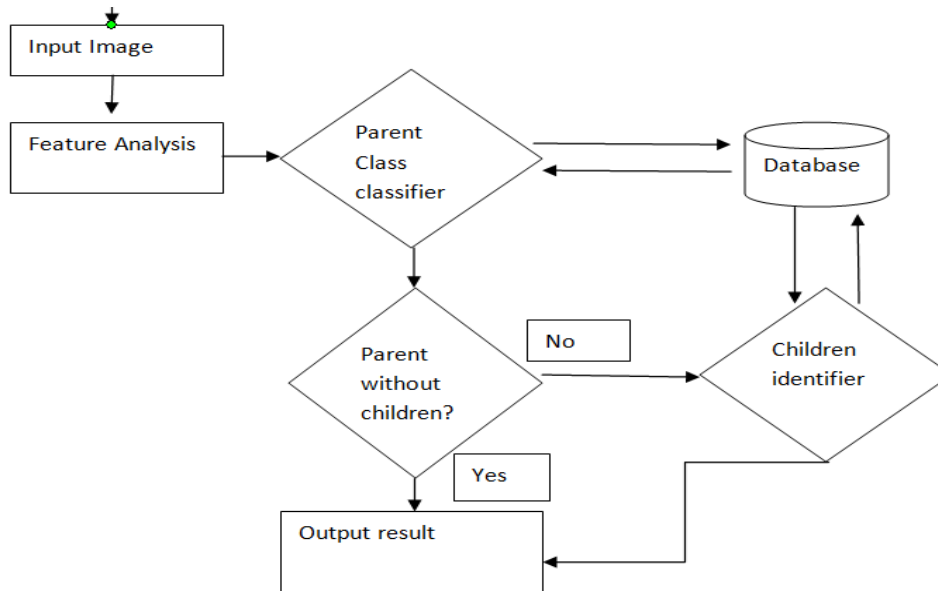 Input Image
Feature Analysis
Parent
Class
classifier
Database
Parent
without
children?
No
Children
identifier
Yes
Output result